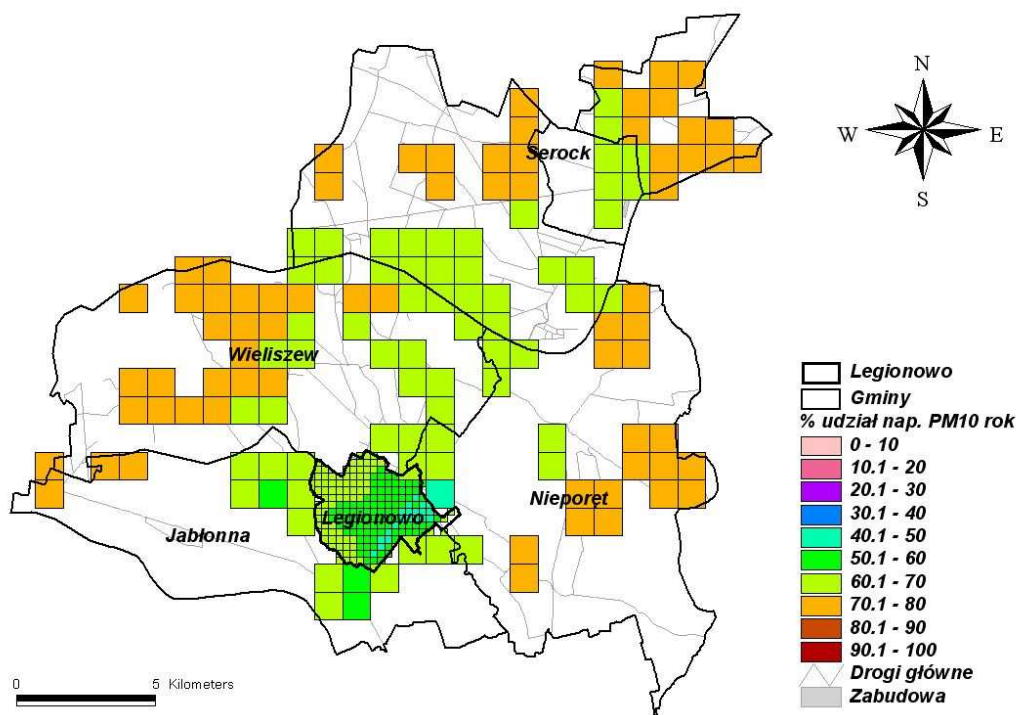 N
W
E
S
Serock
Wieliszew
Nieporęt
Legionowo
Jabłonna
Legionowo
Gminy
% udział nap. PM10 rok
0 - 10
10.1 - 20
20.1 - 30
30.1 - 40
40.1 - 50
50.1 - 60
60.1 - 70
70.1 - 80
80.1 - 90
90.1 - 100
Drogi główne
Zabudowa
0 5 Kilometers